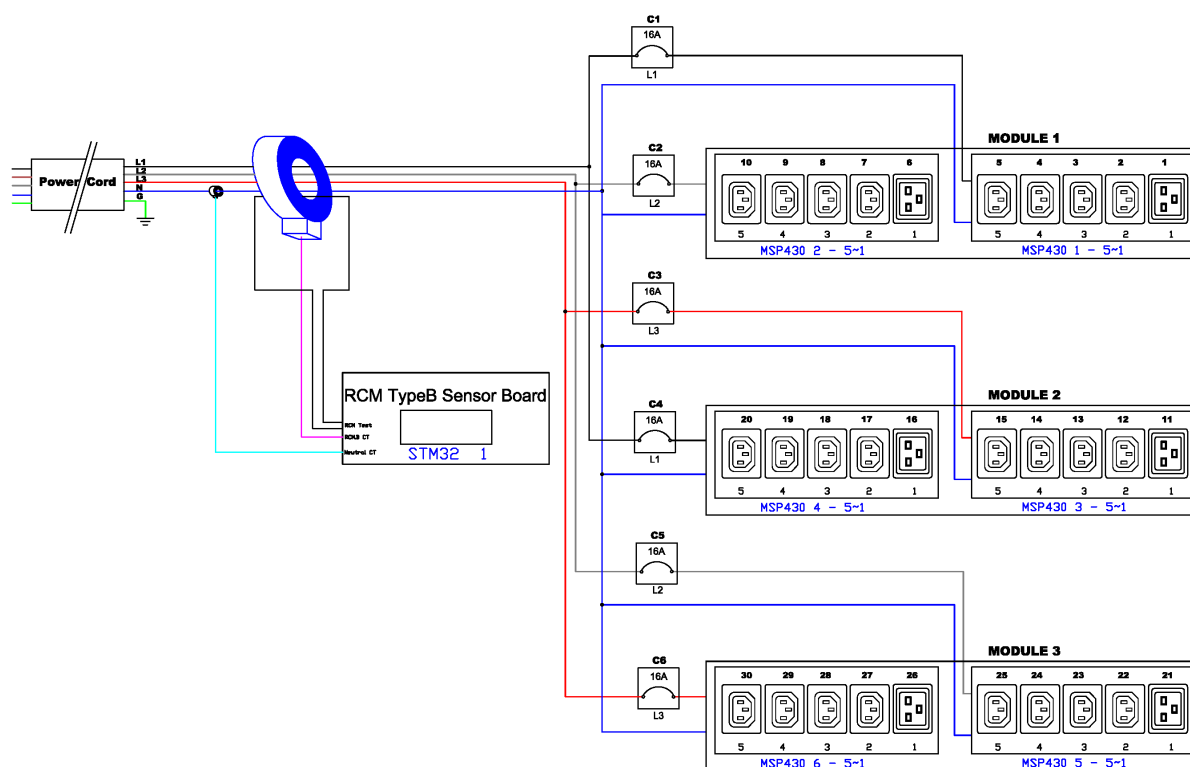 C1
16A
L1
C2
16A
L2
MODULE 1
10 9 8 7 6 5 4 3 2 1
5 4 3 2 1 5 4 3 2 1
MSP430 2 - 5~1 MSP430 1 - 5~1
Power Cord
L1
L2
L3
N
G
C3
16A
L3
RCM TypeB Sensor Board
RCM Test
RCMB CT
Neutral CT
STM32 1
C4
16A
L1
MODULE 2
20 19 18 17 16 15 14 13 12 11
5 4 3 2 1 5 4 3 2 1
MSP430 4 - 5~1 MSP430 3 - 5~1
C5
16A
L2
C6
16A
L3
MODULE 3
30 29 28 27 26 25 24 23 22 21
5 4 3 2 1 5 4 3 2 1
MSP430 6 - 5~1 MSP430 5 - 5~1